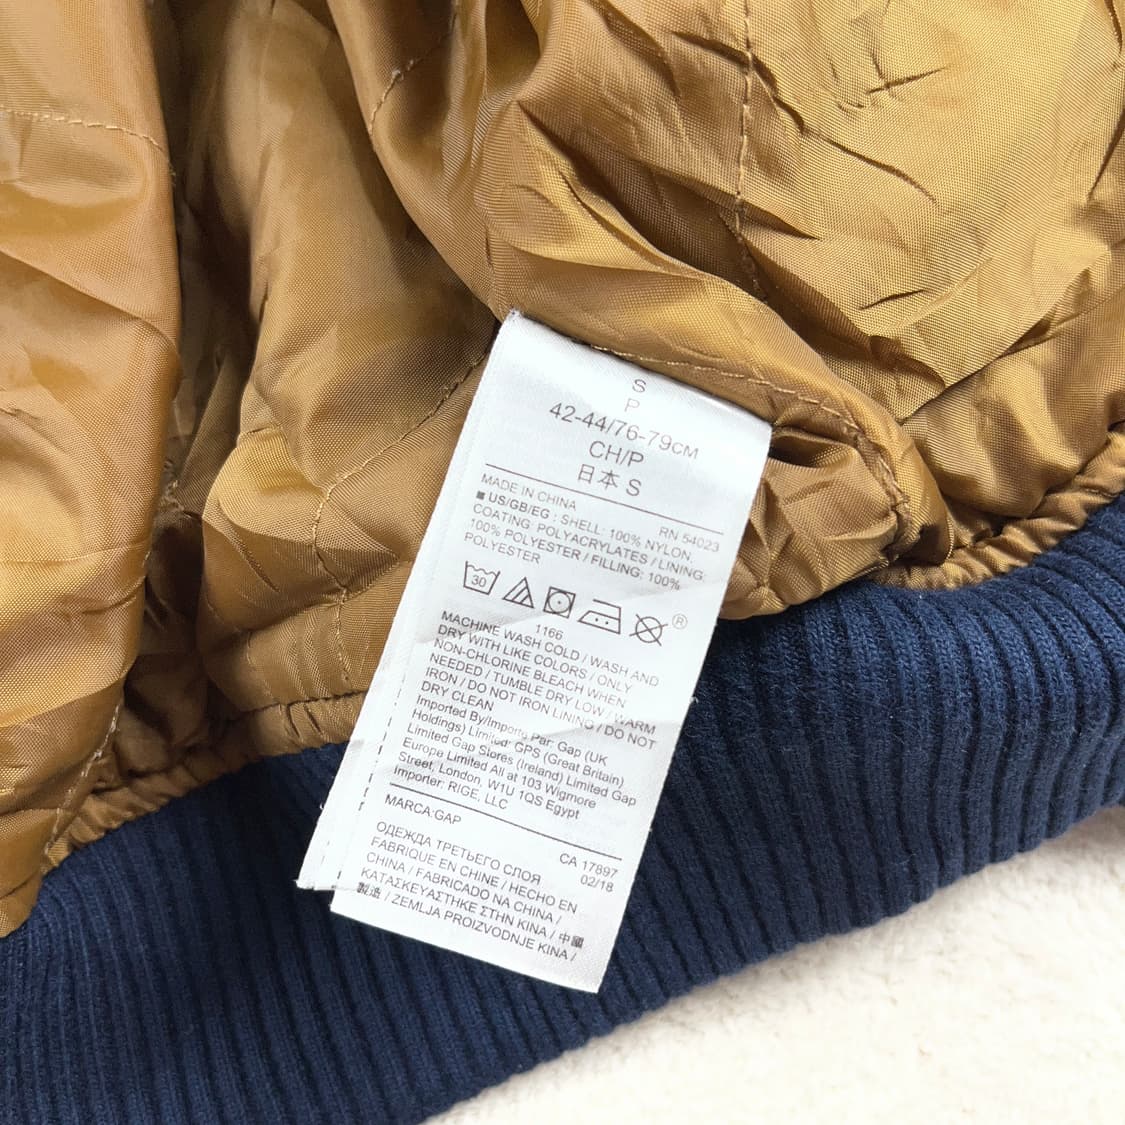 S
P
42-44/76-79см
CH/P
日本 S
MADE IN CHINA
RN 54023
■ US/GB/EG : SHELL: 100% NYLON,
COATING: POLYACRYLATES / LINING:
100% POLYESTER / FILLING: 100%
POLYESTER
30
®
1166
MACHINE WASH COLD / WASH AND
DRY WITH LIKE COLORS / ONLY
NON-CHLORINE BLEACH WHEN
NEEDED / TUMBLE DRY LOW / WARM
IRON / DO NOT IRON LINING / DO NOT
DRY CLEAN
Imported By/Importe Par: Gap (UK
Holdings) Limited: GPS (Great Britain)
Limited Gap Stores (Ireland) Limited Gap
Europe Limited All at 103 Wigmore
Street, London, W1U 1QS Egypt
Importer: RIGE, LLC
MARCA:GAP
CA 17897
02/18
ОДЕЖДА ТРЕТЬЕГО СЛОЯ
FABRIQUE EN CHINE / HECHO EN
CHINA / FABRICADO NA CHINA /
ΚΑΤΑΣΚΕΥΑΣΤΗΚΕ ΣΤΗΝ ΚΙΝΑ / 中國
製造 / ZEMLJA PROIZVODNJE KINA /